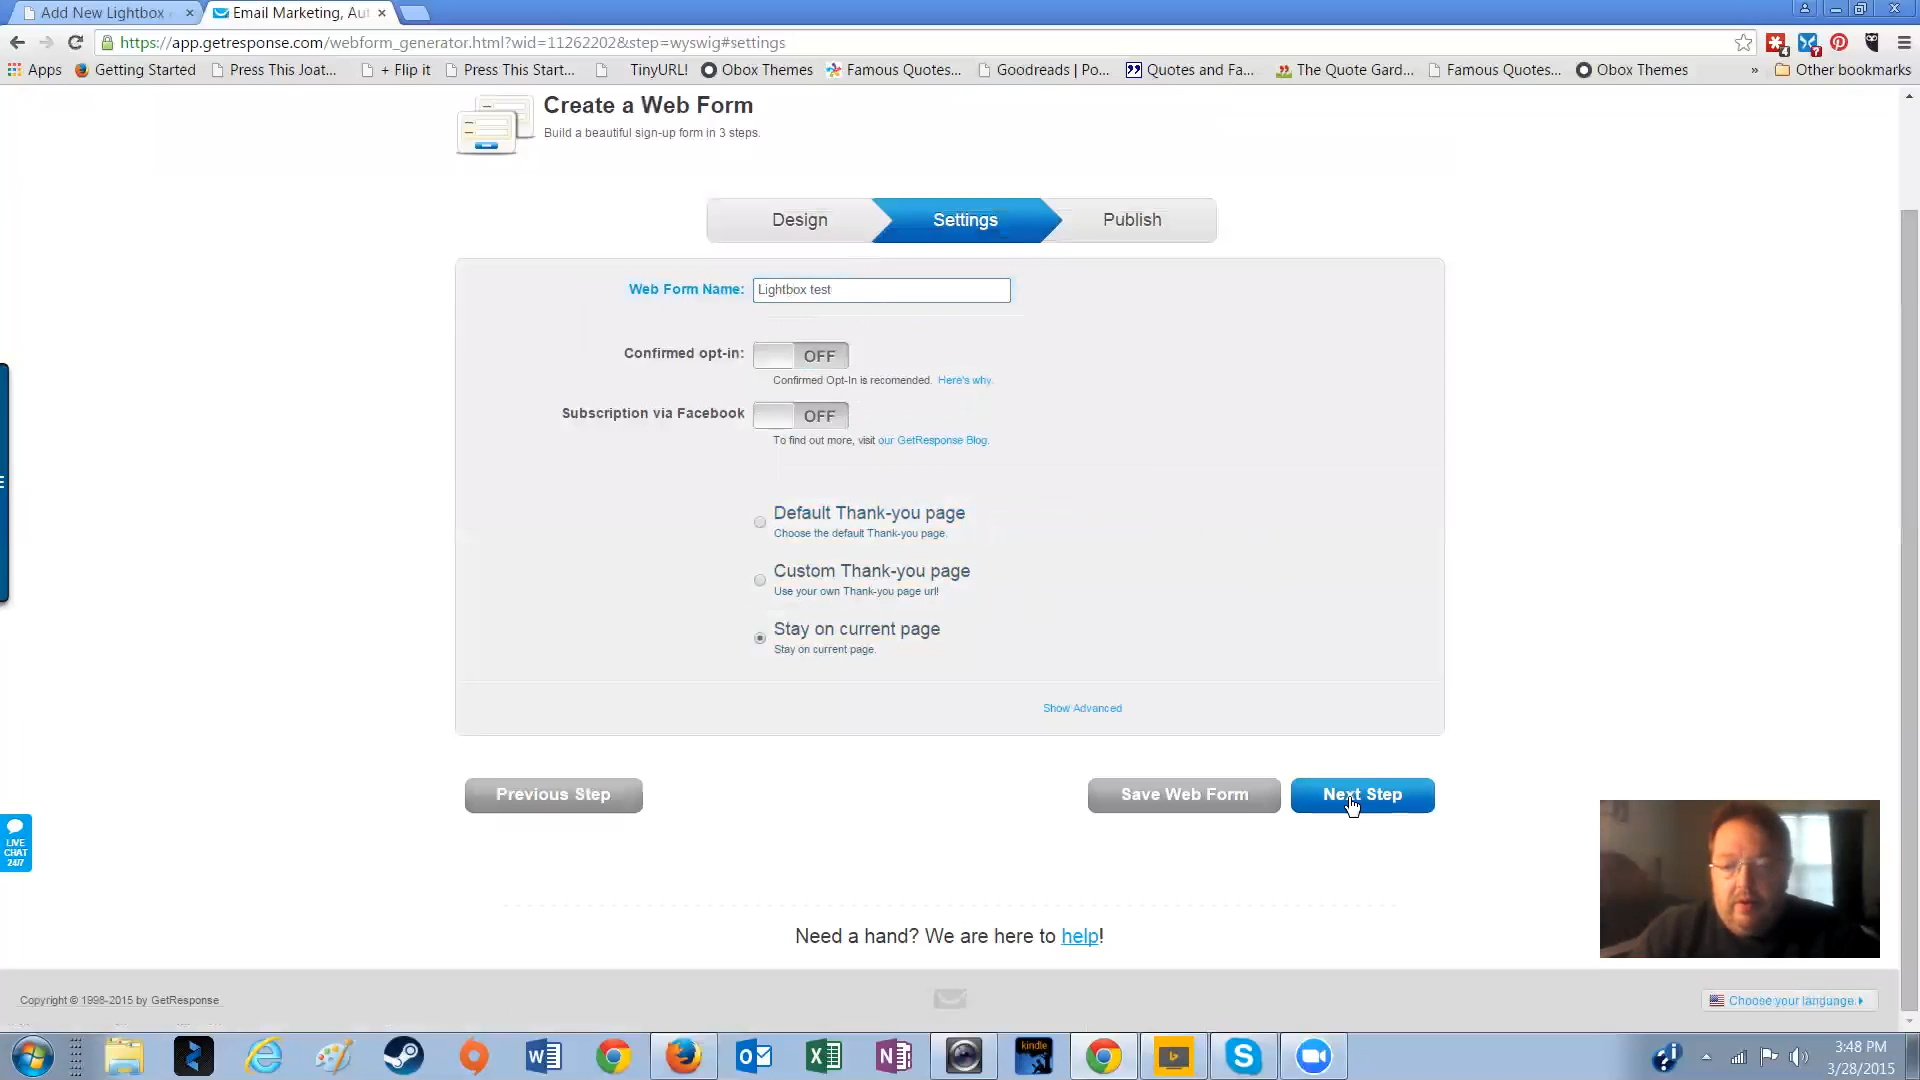 Add New Lightbox
Email Marketing, Aut
https://app.getresponse.com/webform_generator.html?wid=11262202&step=wyswig#settings
Apps
Getting Started
Press This Joat...
+ Flip it
Press This Start...
TinyURL!
Obox Themes
Famous Quotes...
Goodreads | Po...
Quotes and Fa...
The Quote Gard...
Famous Quotes...
Obox Themes
»
Other bookmarks
Create a Web Form
Build a beautiful sign-up form in 3 steps.
Design
Settings
Publish
Web Form Name:
Lightbox test
Confirmed opt-in:
OFF
Confirmed Opt-In is recomended. Here's why.
Subscription via Facebook
OFF
To find out more, visit our GetResponse Blog.
Default Thank-you page
Choose the default Thank-you page.
Custom Thank-you page
Use your own Thank-you page url!
Stay on current page
Stay on current page.
Show Advanced
Previous Step
Save Web Form
Next Step
LIVE
CHAT
24/7
Need a hand? We are here to help!
Copyright © 1998-2015 by GetResponse
Choose your language
kindle
3:48 PM
3/28/2015